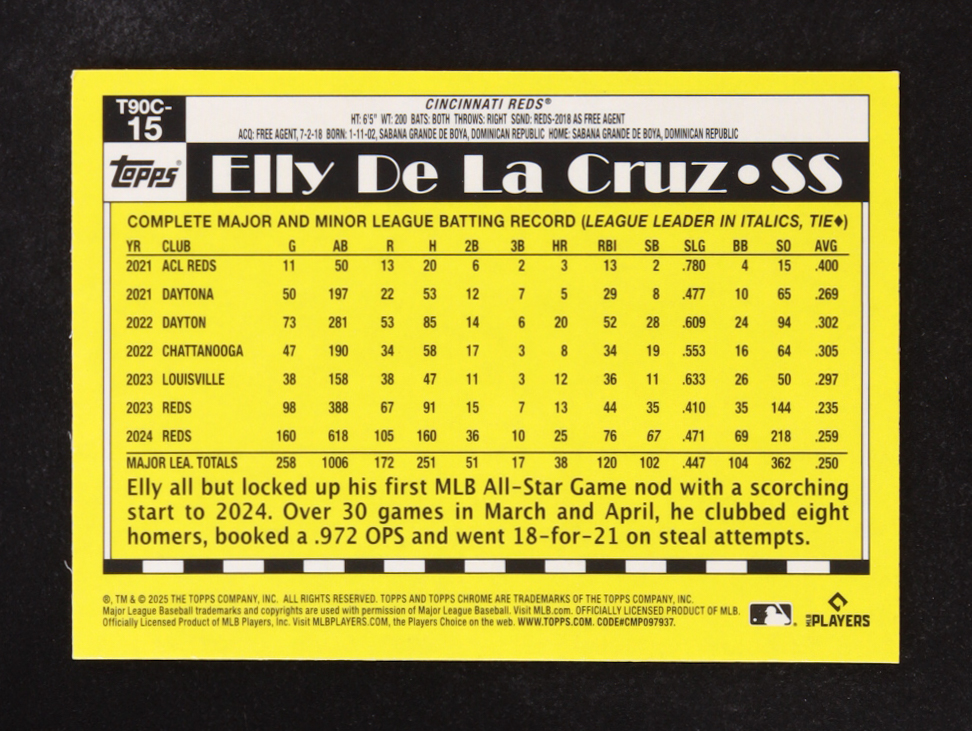 T90C-
15
CINCINNATI REDS®
HT: 6'5" WT: 200 BATS: BOTH THROWS: RIGHT SGND: REDS-2018 AS FREE AGENT
ACQ: FREE AGENT, 7-2-18 BORN: 1-11-02, SABANA GRANDE DE BOYA, DOMINICAN REPUBLIC HOME: SABANA GRANDE DE BOYA, DOMINICAN REPUBLIC
Topps® Elly De La Cruz • SS
COMPLETE MAJOR AND MINOR LEAGUE BATTING RECORD (LEAGUE LEADER IN ITALICS, TIE♦)
YR CLUB G AB R H 2B 3B HR RBI SB SLG BB SO AVG
2021 ACL REDS 11 50 13 20 6 2 3 13 2 .780 4 15 .400
2021 DAYTONA 50 197 22 53 12 7 5 29 8 .477 10 65 .269
2022 DAYTON 73 281 53 85 14 6 20 52 28 .609 24 94 .302
2022 CHATTANOOGA 47 190 34 58 17 3 8 34 19 .553 16 64 .305
2023 LOUISVILLE 38 158 38 47 11 3 12 36 11 .633 26 50 .297
2023 REDS 98 388 67 91 15 7 13 44 35 .410 35 144 .235
2024 REDS 160 618 105 160 36 10 25 76 67 .471 69 218 .259
MAJOR LEA. TOTALS 258 1006 172 251 51 17 38 120 102 .447 104 362 .250
Elly all but locked up his first MLB All-Star Game nod with a scorching
start to 2024. Over 30 games in March and April, he clubbed eight
homers, booked a .972 OPS and went 18-for-21 on steal attempts.
®, TM & © 2025 THE TOPPS COMPANY, INC. ALL RIGHTS RESERVED. TOPPS AND TOPPS CHROME ARE TRADEMARKS OF THE TOPPS COMPANY, INC.
Major League Baseball trademarks and copyrights are used with permission of Major League Baseball. Visit MLB.com. OFFICIALLY LICENSED PRODUCT OF MLB.
Officially Licensed Product of MLB Players, Inc. Visit MLBPLAYERS.COM, the Players Choice on the web. WWW.TOPPS.COM. CODE#CMP097937.
MLB PLAYERS